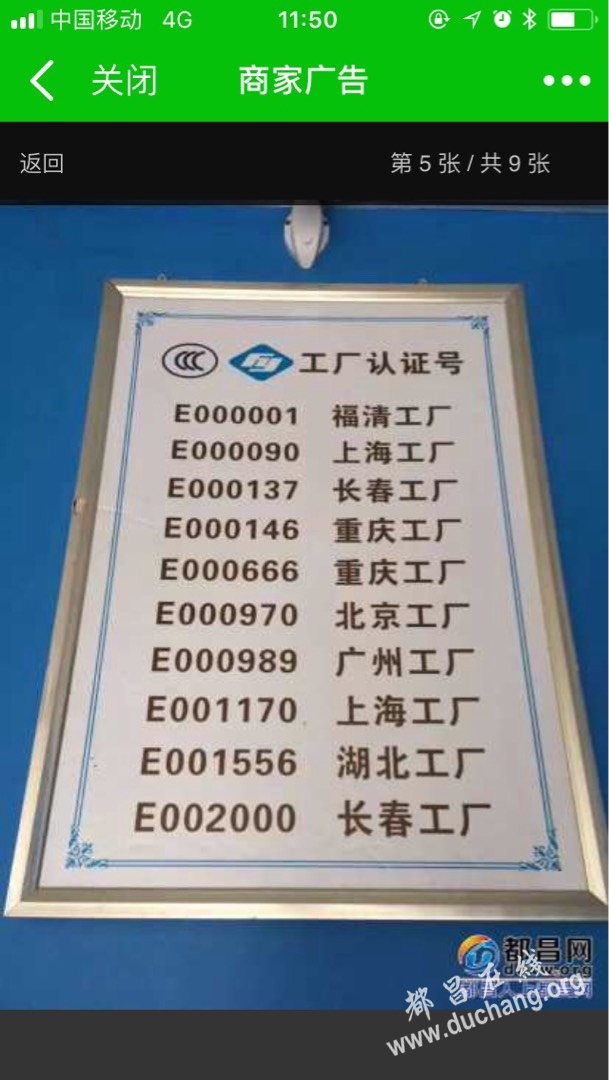 中国移动 4G 11:50
关闭 商家广告
返回 第 5 张 / 共 9 张
CCC 工厂认证号
E000001 福清工厂
E000090 上海工厂
E000137 长春工厂
E000146 重庆工厂
E000666 重庆工厂
E000970 北京工厂
E000989 广州工厂
E001170 上海工厂
E001556 湖北工厂
E002000 长春工厂
都昌网
都昌在线
www.duchang.org